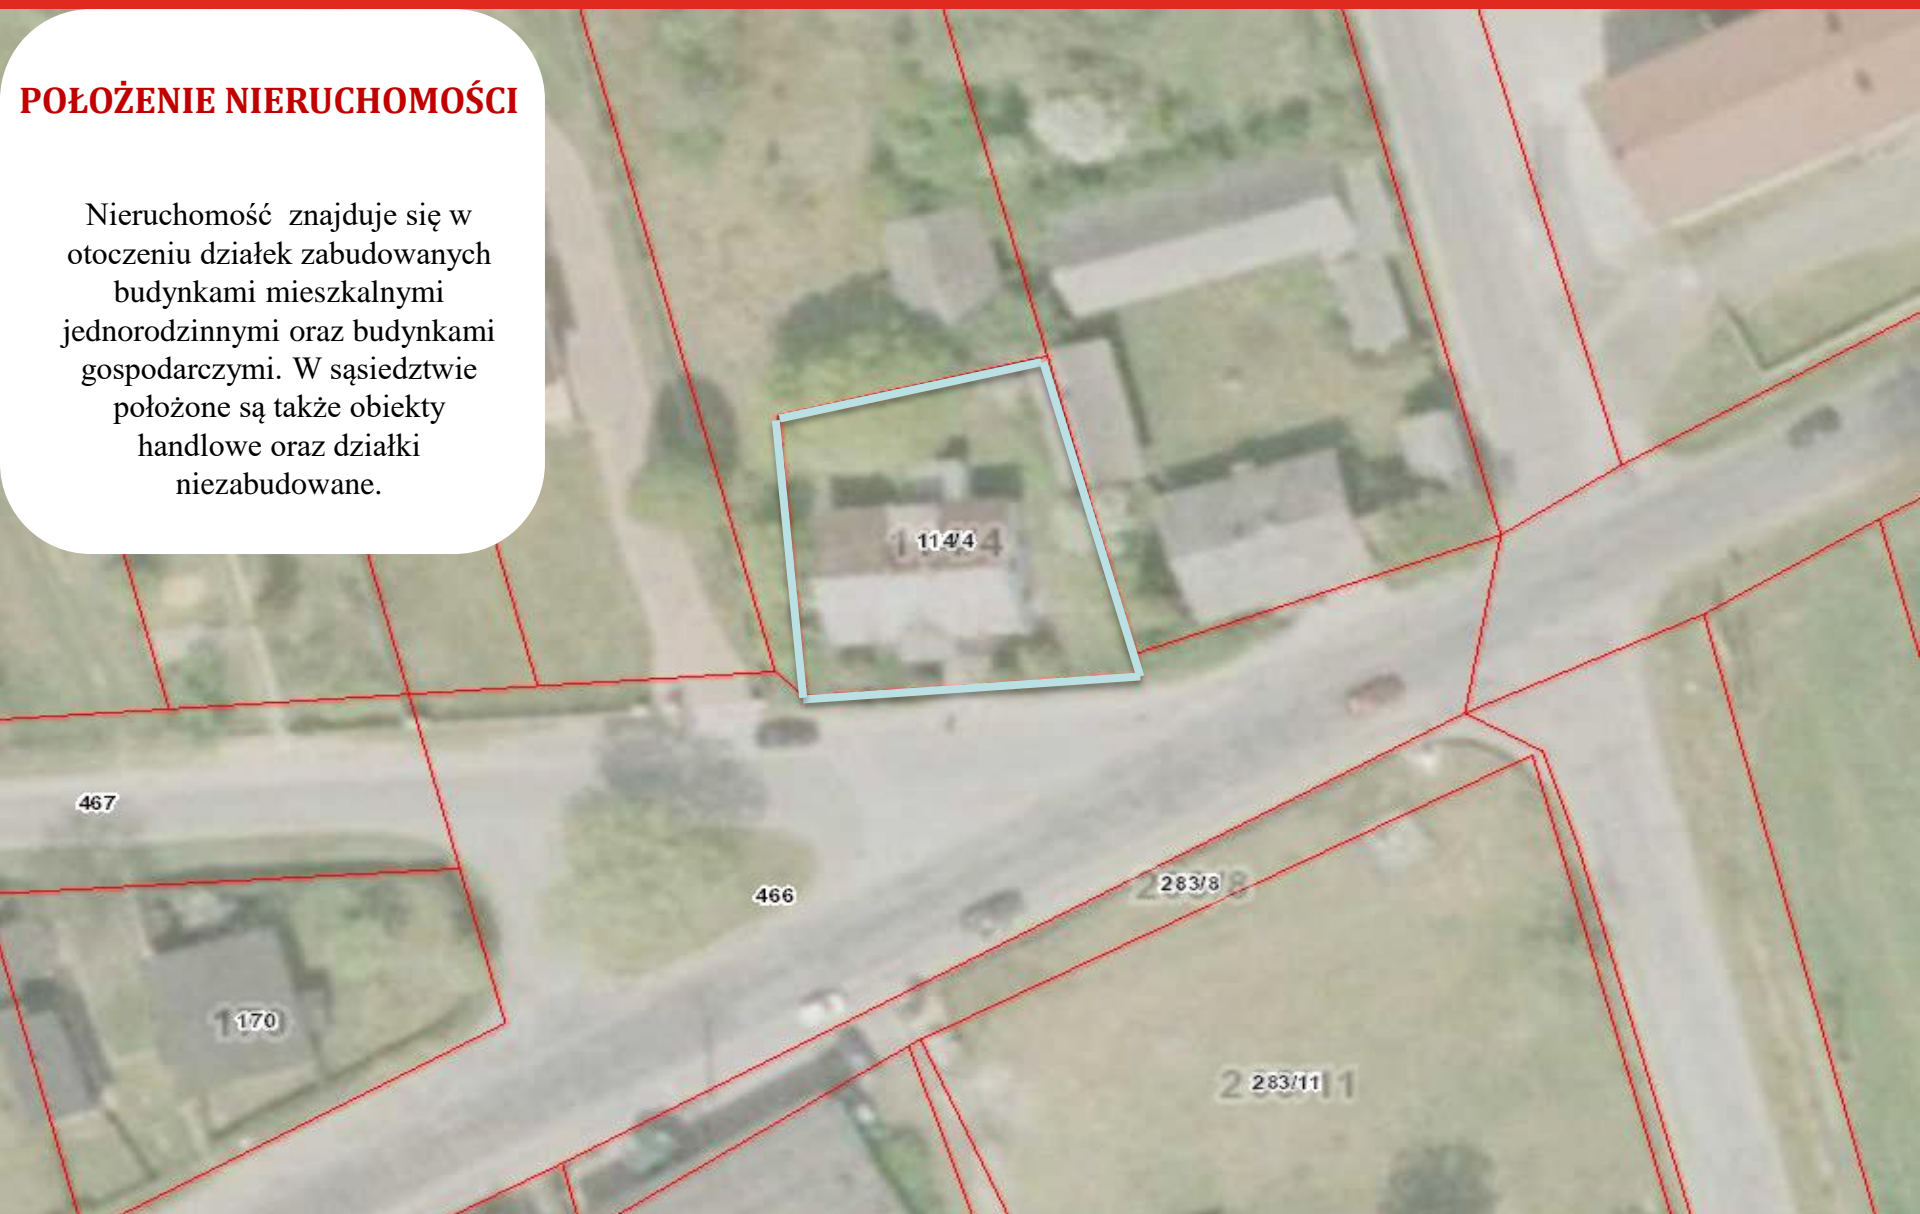 POŁOŻENIE NIERUCHOMOŚCI
Nieruchomość znajduje się w
otoczeniu działek zabudowanych
budynkami mieszkalnymi
jednorodzinnymi oraz budynkami
gospodarczymi. W sąsiedztwie
położone są także obiekty
handlowe oraz działki
niezabudowane.
114/4
467
466
283/8
170
283/11